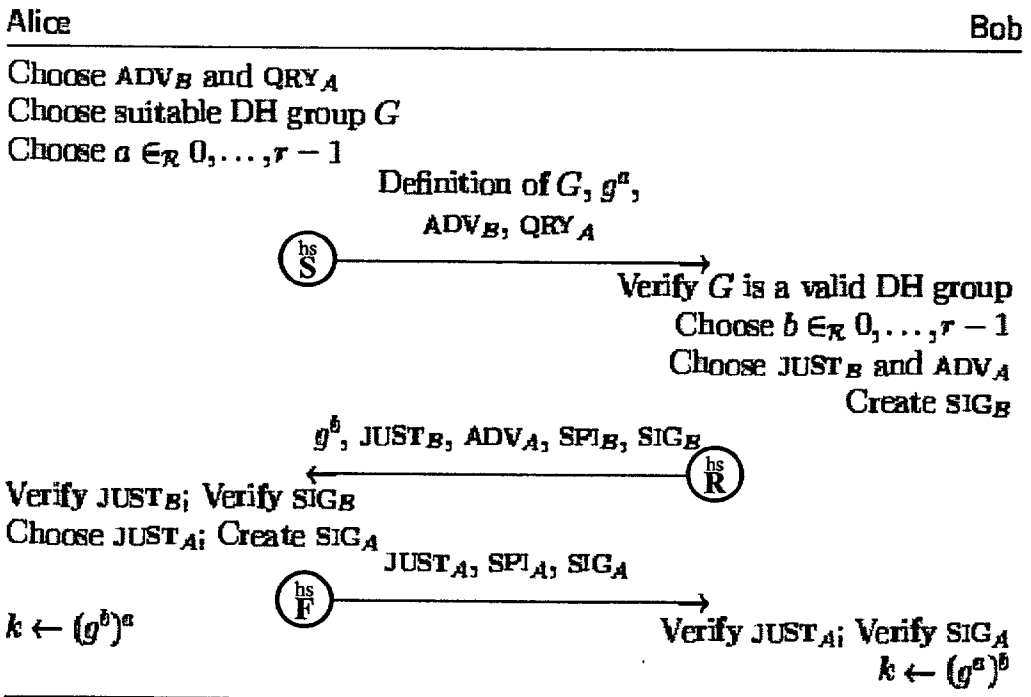 Alice Bob
Choose ADV_B and QRY_A
Choose suitable DH group G
Choose a ∈_R 0, . . . , r − 1
Definition of G, g^a,
ADV_B, QRY_A
hs
S
Verify G is a valid DH group
Choose b ∈_R 0, . . . , r − 1
Choose JUST_B and ADV_A
Create SIG_B
g^b, JUST_B, ADV_A, SPI_B, SIG_B
hs
R
Verify JUST_B; Verify SIG_B
Choose JUST_A; Create SIG_A
JUST_A, SPI_A, SIG_A
hs
F
k ← (g^b)^a
Verify JUST_A; Verify SIG_A
k ← (g^a)^b